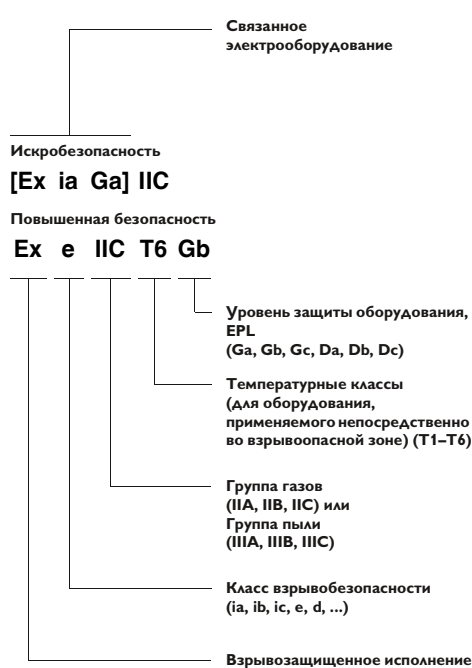 Связанное
электрооборудование
Искробезопасность
[Ex ia Ga] IIC
Повышенная безопасность
Ex e IIC T6 Gb
Уровень защиты оборудования,
EPL
(Ga, Gb, Gc, Da, Db, Dc)
Температурные классы
(для оборудования,
применяемого непосредственно
во взрывоопасной зоне) (T1–T6)
Группа газов
(IIA, IIB, IIC) или
Группа пыли
(IIIA, IIIB, IIIC)
Класс взрывобезопасности
(ia, ib, ic, e, d, ...)
Взрывозащищенное исполнение